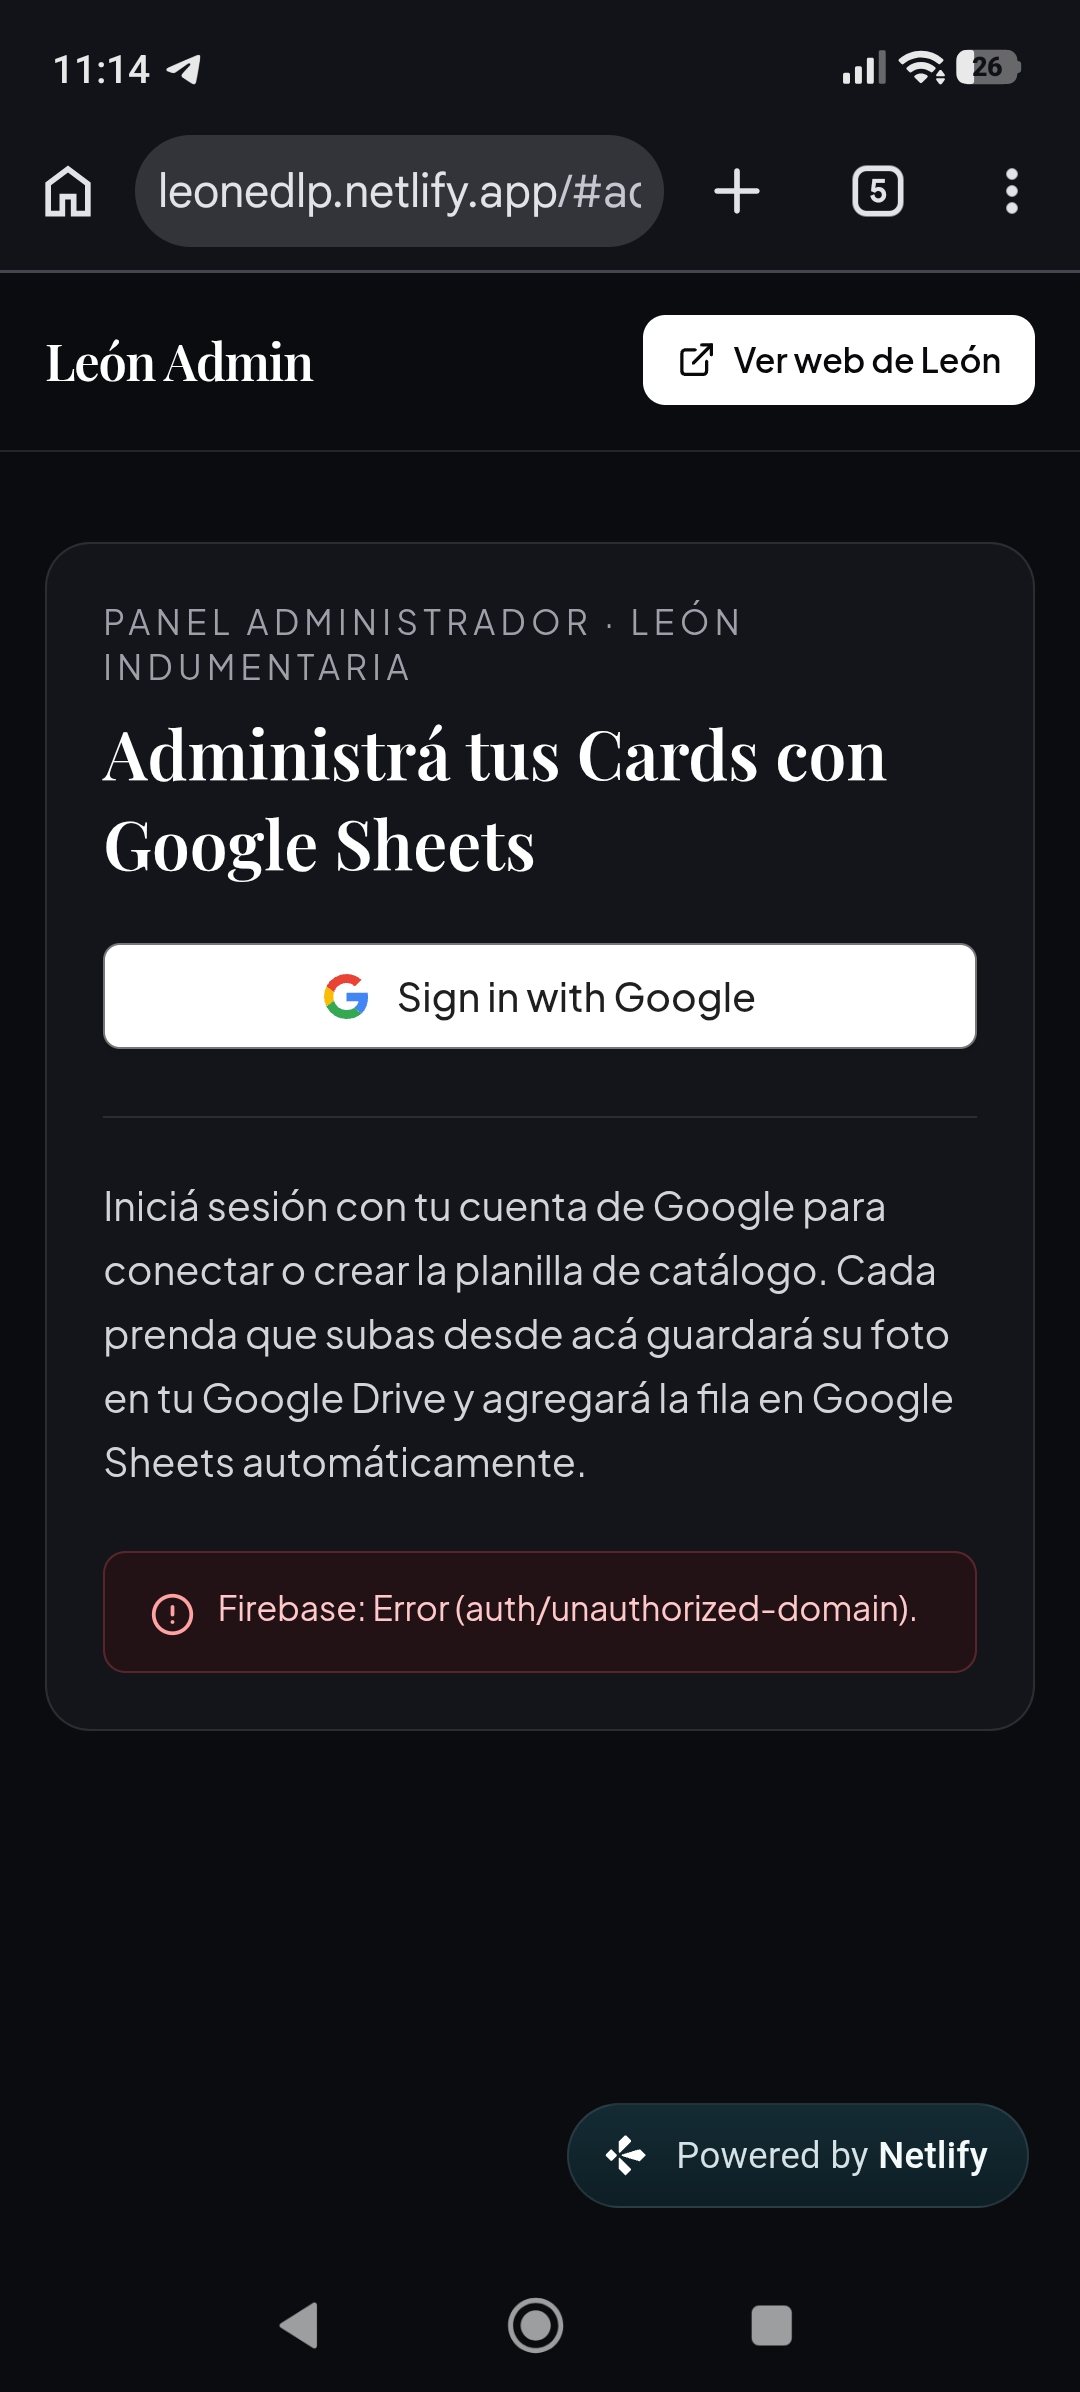 11:14
26
leonedlp.netlify.app/#ad
5
León Admin
Ver web de León
PANEL ADMINISTRADOR · LEÓN
INDUMENTARIA
Administrá tus Cards con
Google Sheets
Sign in with Google
Iniciá sesión con tu cuenta de Google para
conectar o crear la planilla de catálogo. Cada
prenda que subas desde acá guardará su foto
en tu Google Drive y agregará la fila en Google
Sheets automáticamente.
Firebase: Error (auth/unauthorized-domain).
Powered by Netlify